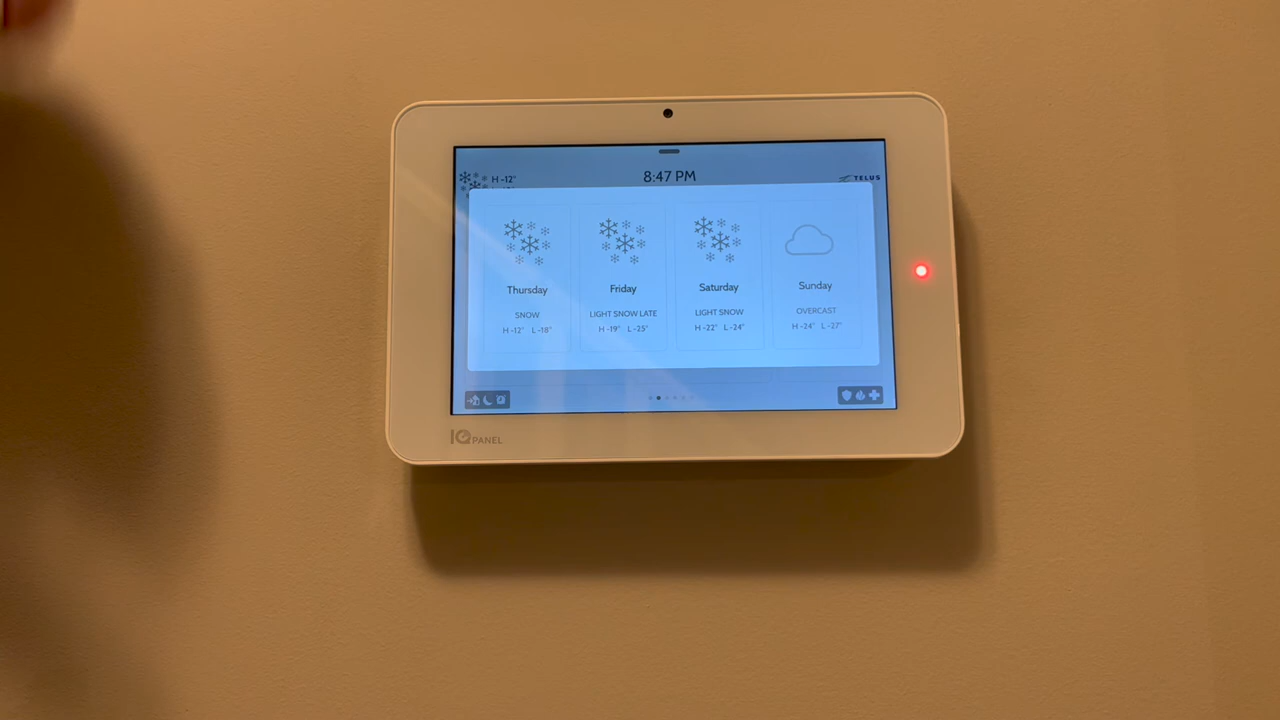 H -12°
8:47 PM
TELUS
Thursday
SNOW
H -12° L -18°
Friday
LIGHT SNOW LATE
H -19° L -25°
Saturday
LIGHT SNOW
H -22° L -24°
Sunday
OVERCAST
H -24° L -27°
IQ PANEL